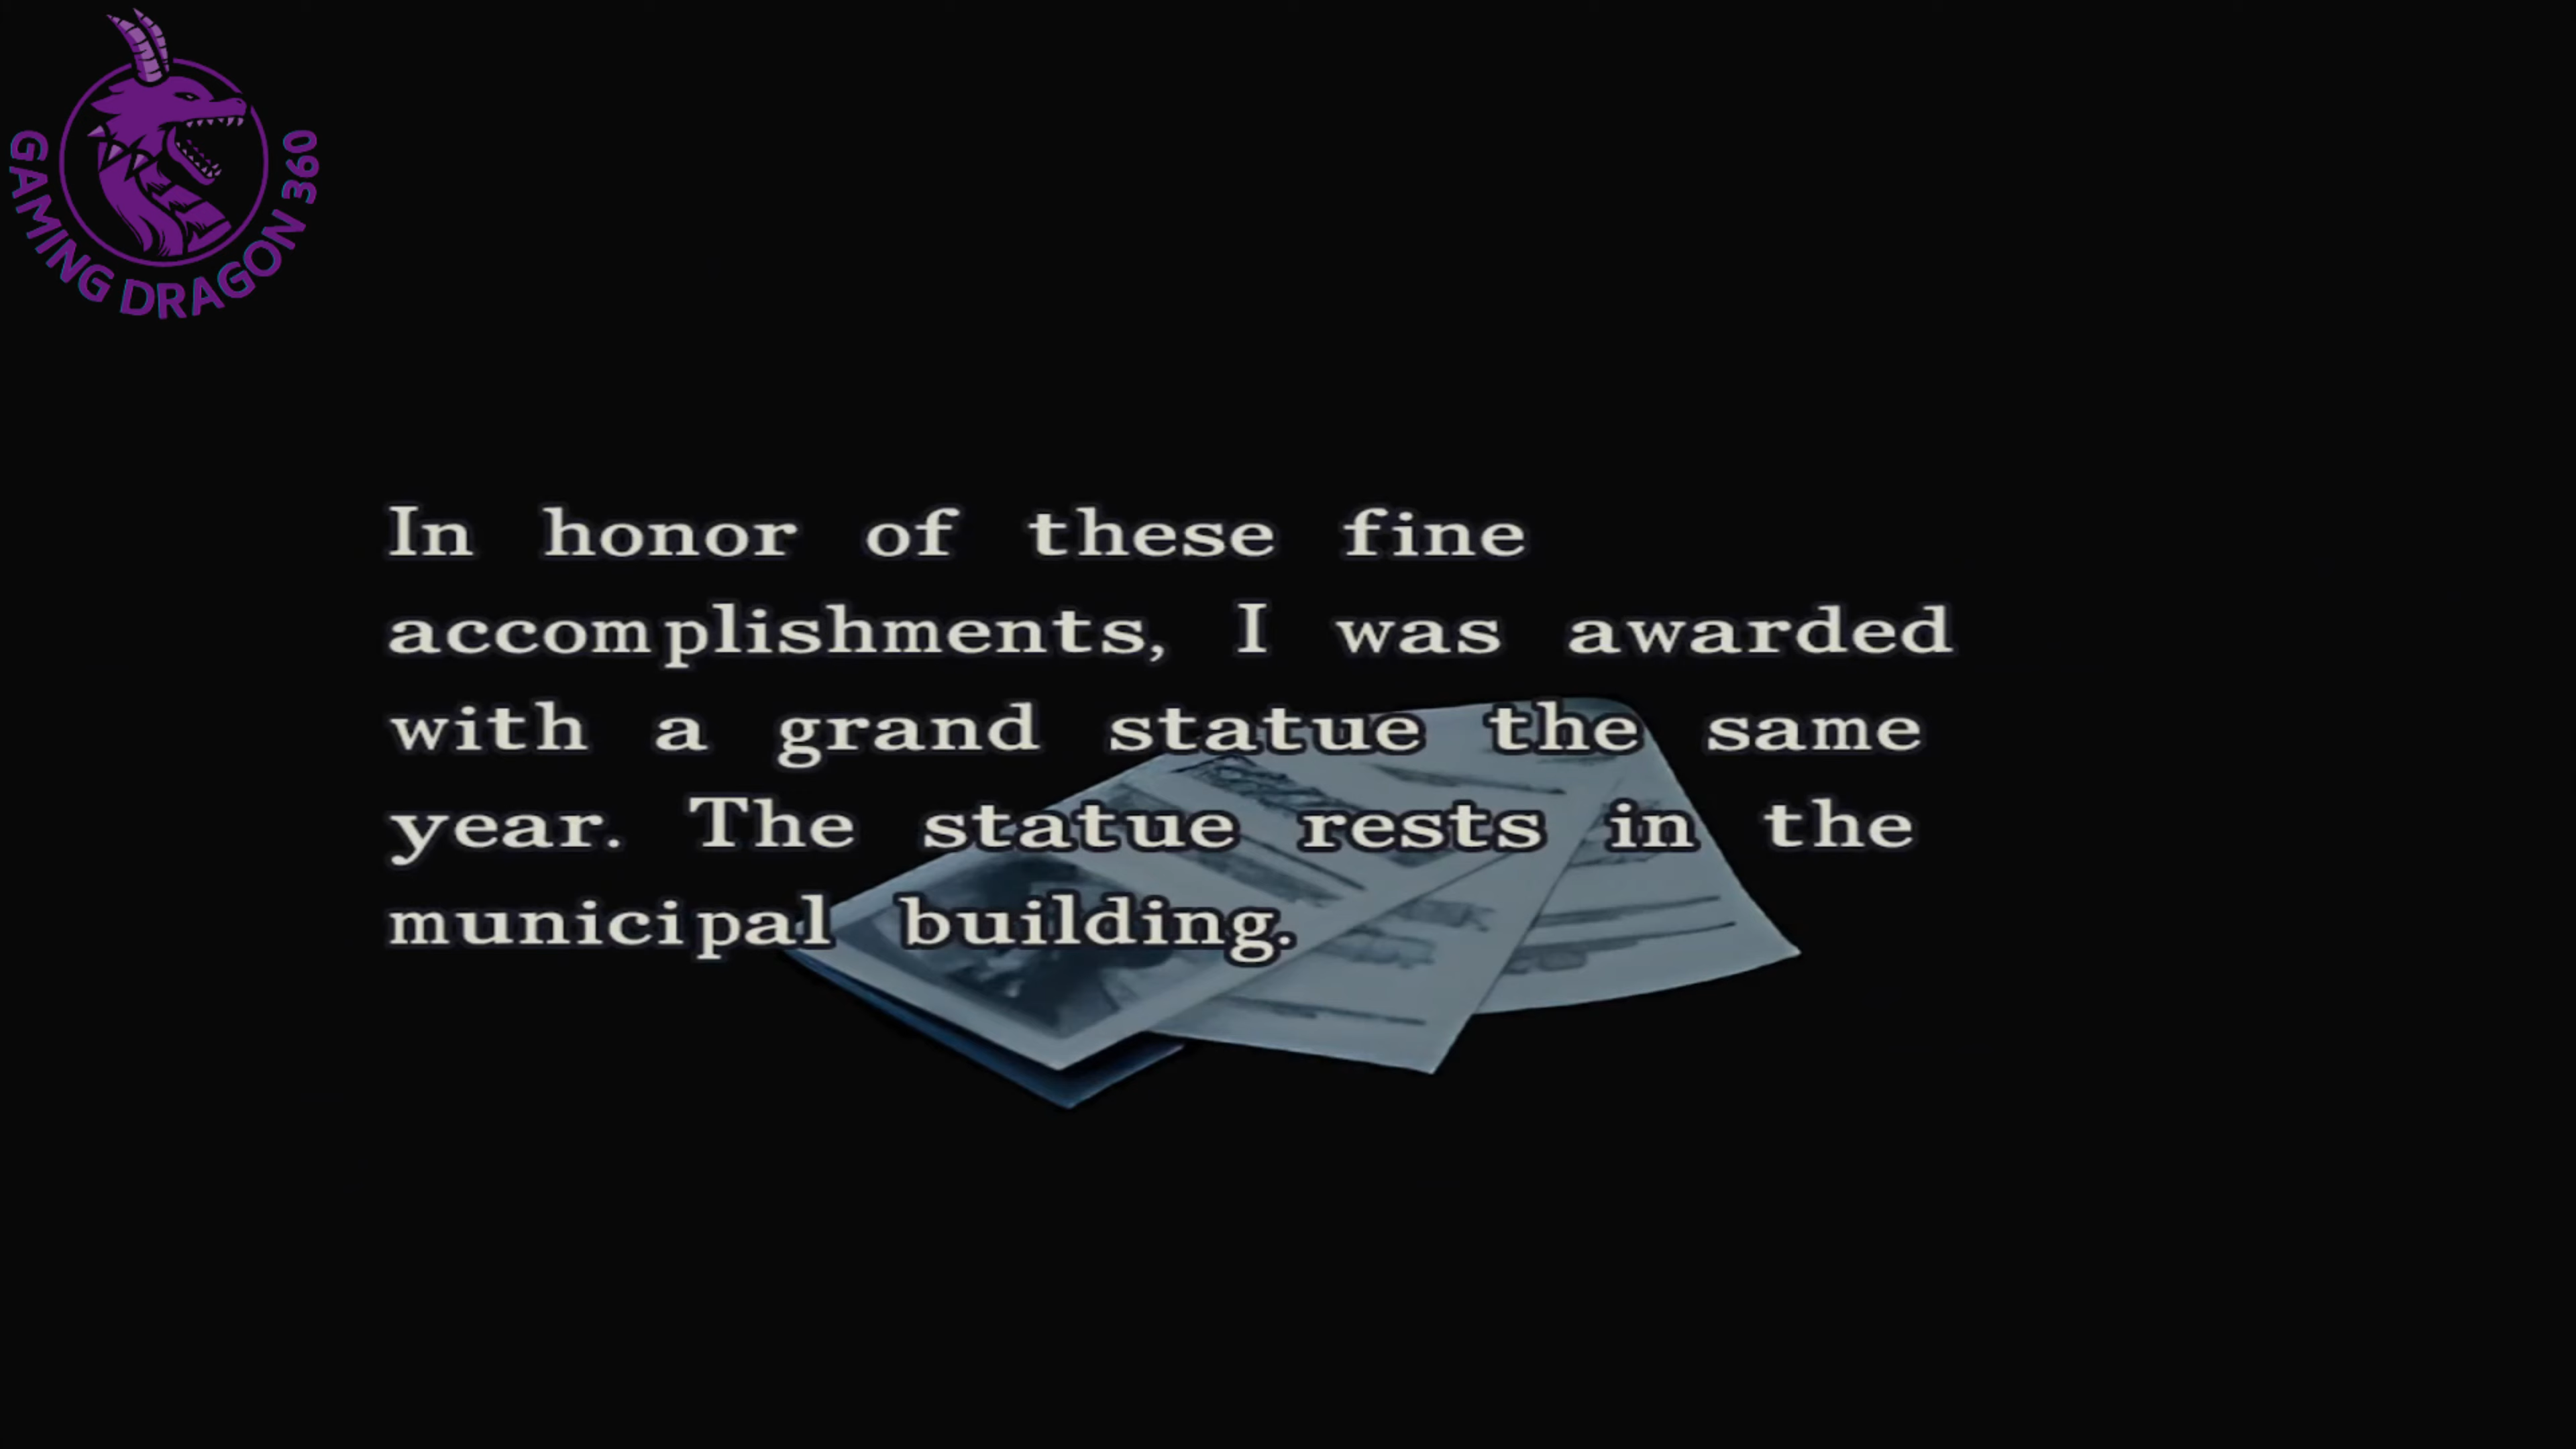 GAMING DRAGON 360
In honor of these fine
accomplishments, I was awarded
with a grand statue the same
year. The statue rests in the
municipal building.